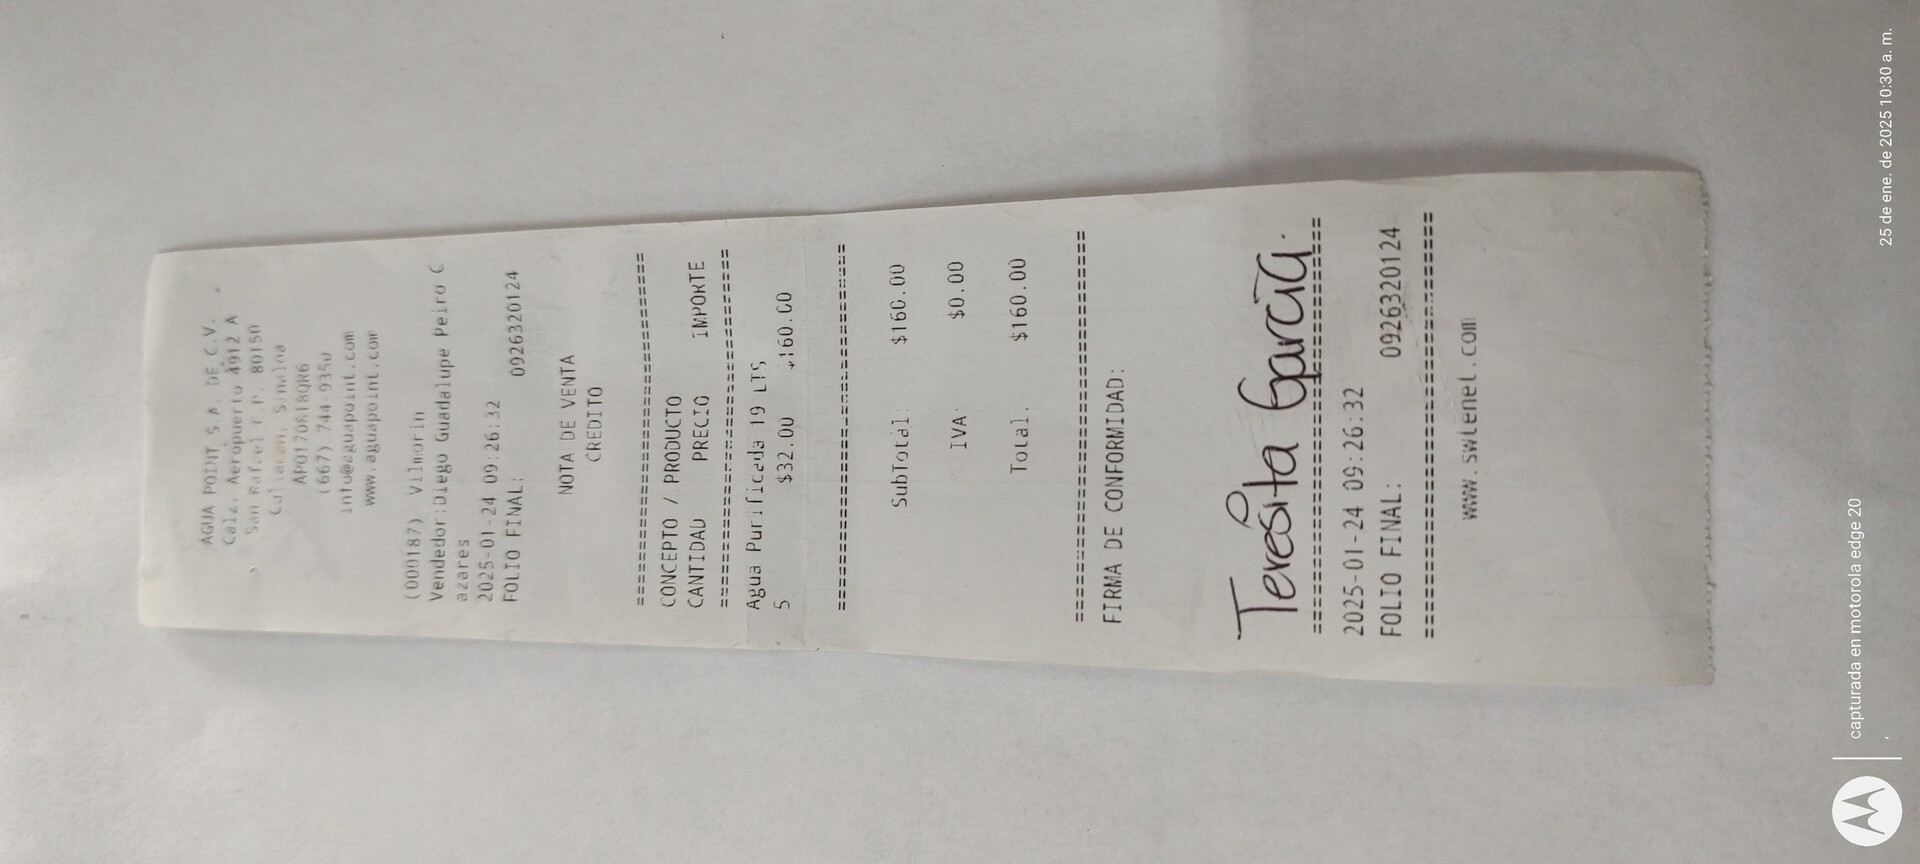 AGUA POINT S.A. DE C.V.
Calz. Aeropuerto 4912 A
San Rafael C.P. 80150
Culiacan, Sinaloa
(667) 744-9350
info@aguapoint.com
www.aguapoint.com
(000187) Vilmorin
Vendedor:Diego Guadalupe Peiro C
azares
2025-01-24 09:26:32
FOLIO FINAL: 0926320124
NOTA DE VENTA
CREDITO
================================
CONCEPTO / PRODUCTO
CANTIDAD PRECIO IMPORTE
================================
Agua Purificada 19 LTS
5 $32.00 $160.00
================================
SubTotal: $160.00
IVA: $0.00
Total: $160.00
================================
FIRMA DE CONFORMIDAD:
Teresita García.
================================
2025-01-24 09:26:32
FOLIO FINAL: 0926320124
================================
www.swtenet.com
capturada en motorola edge 20
25 de ene. de 2025 10:30 a. m.